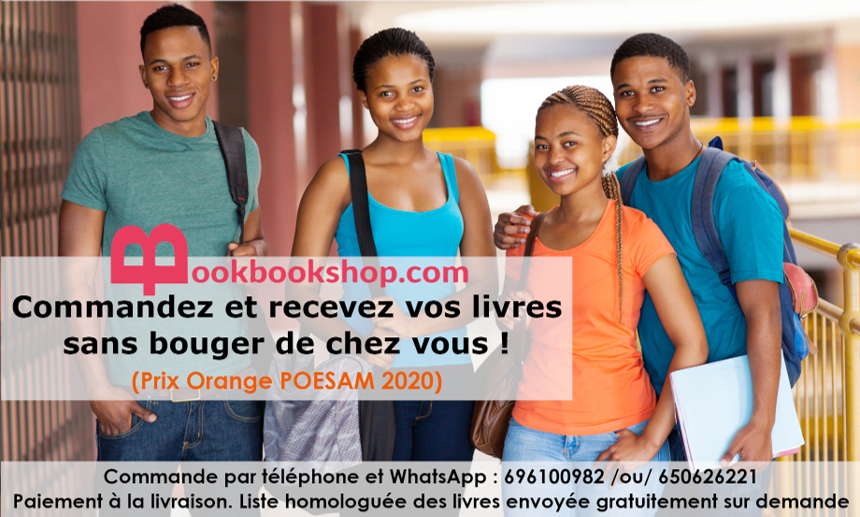 Bookbookshop.com
Commandez et recevez vos livres
sans bouger de chez vous !
(Prix Orange POESAM 2020)
Commande par téléphone et WhatsApp : 696100982 /ou/ 650626221
Paiement à la livraison. Liste homologuée des livres envoyée gratuitement sur demande